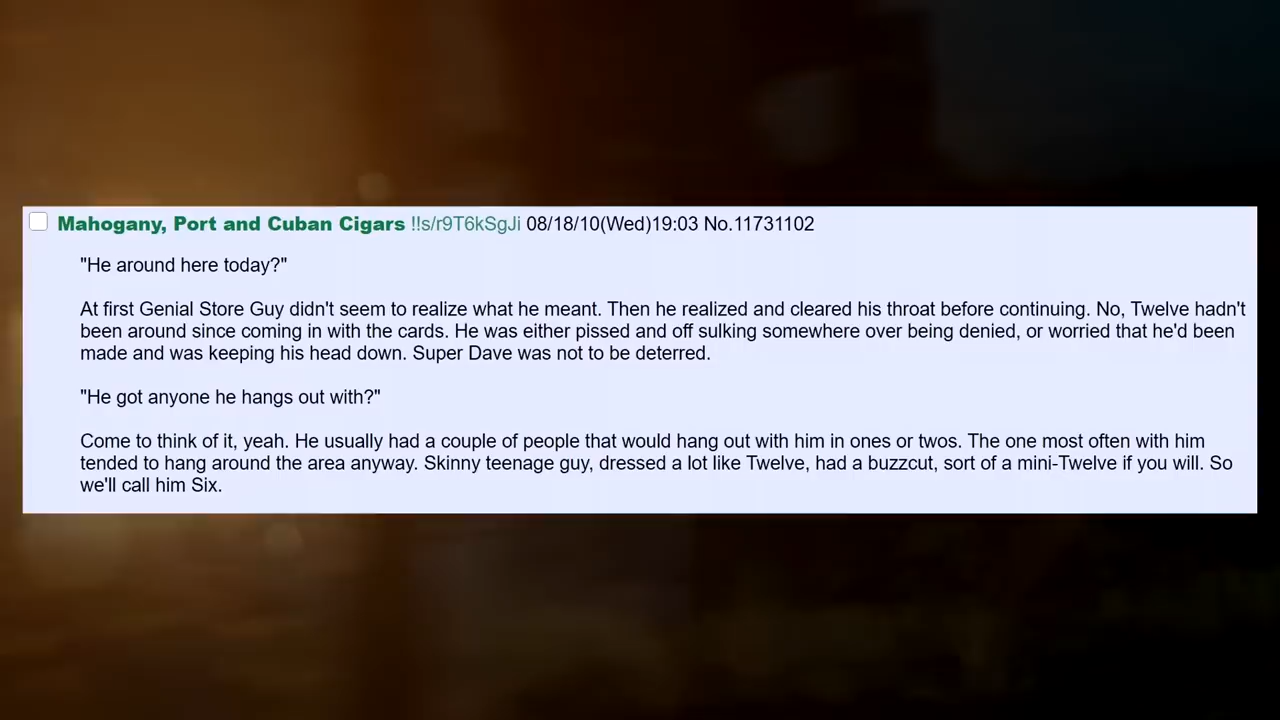 Mahogany, Port and Cuban Cigars !!s/r9T6kSgJi 08/18/10(Wed)19:03 No.11731102
"He around here today?"
At first Genial Store Guy didn't seem to realize what he meant. Then he realized and cleared his throat before continuing. No, Twelve hadn't
been around since coming in with the cards. He was either pissed and off sulking somewhere over being denied, or worried that he'd been
made and was keeping his head down. Super Dave was not to be deterred.
"He got anyone he hangs out with?"
Come to think of it, yeah. He usually had a couple of people that would hang out with him in ones or twos. The one most often with him
tended to hang around the area anyway. Skinny teenage guy, dressed a lot like Twelve, had a buzzcut, sort of a mini-Twelve if you will. So
we'll call him Six.